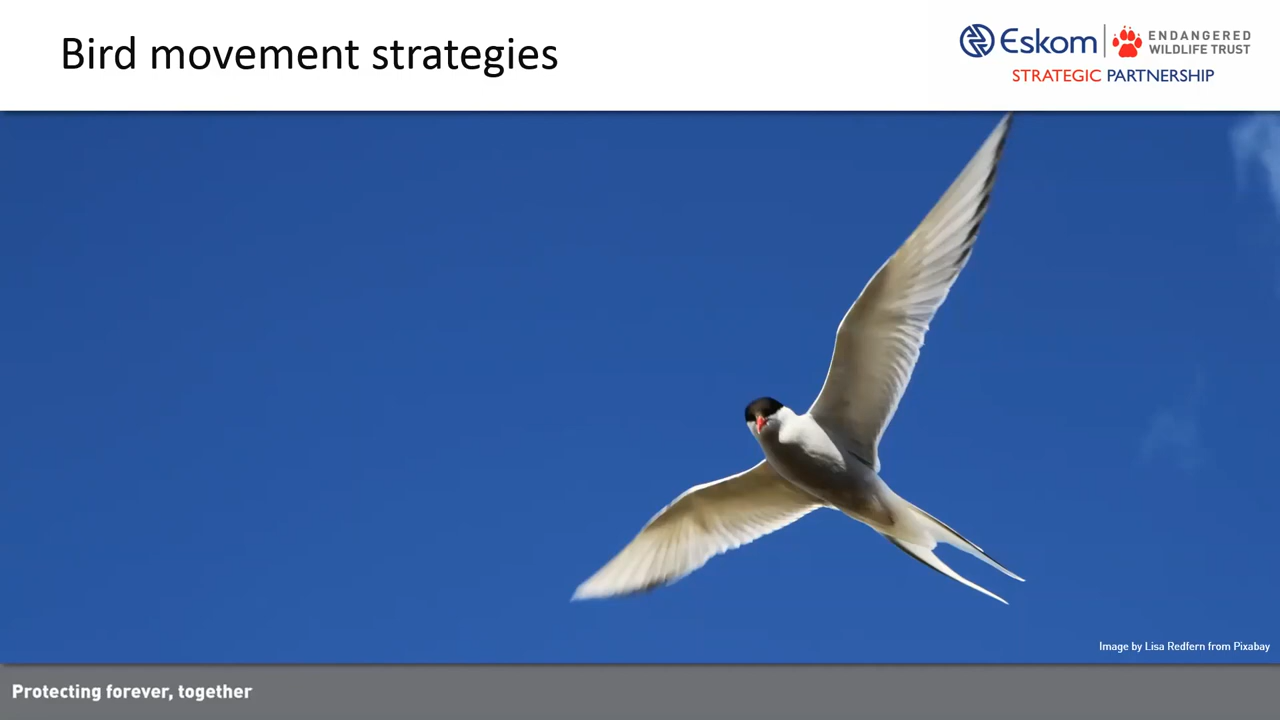 Bird movement strategies
Eskom
ENDANGERED
WILDLIFE TRUST
STRATEGIC PARTNERSHIP
Image by Lisa Redfern from Pixabay
Protecting forever, together